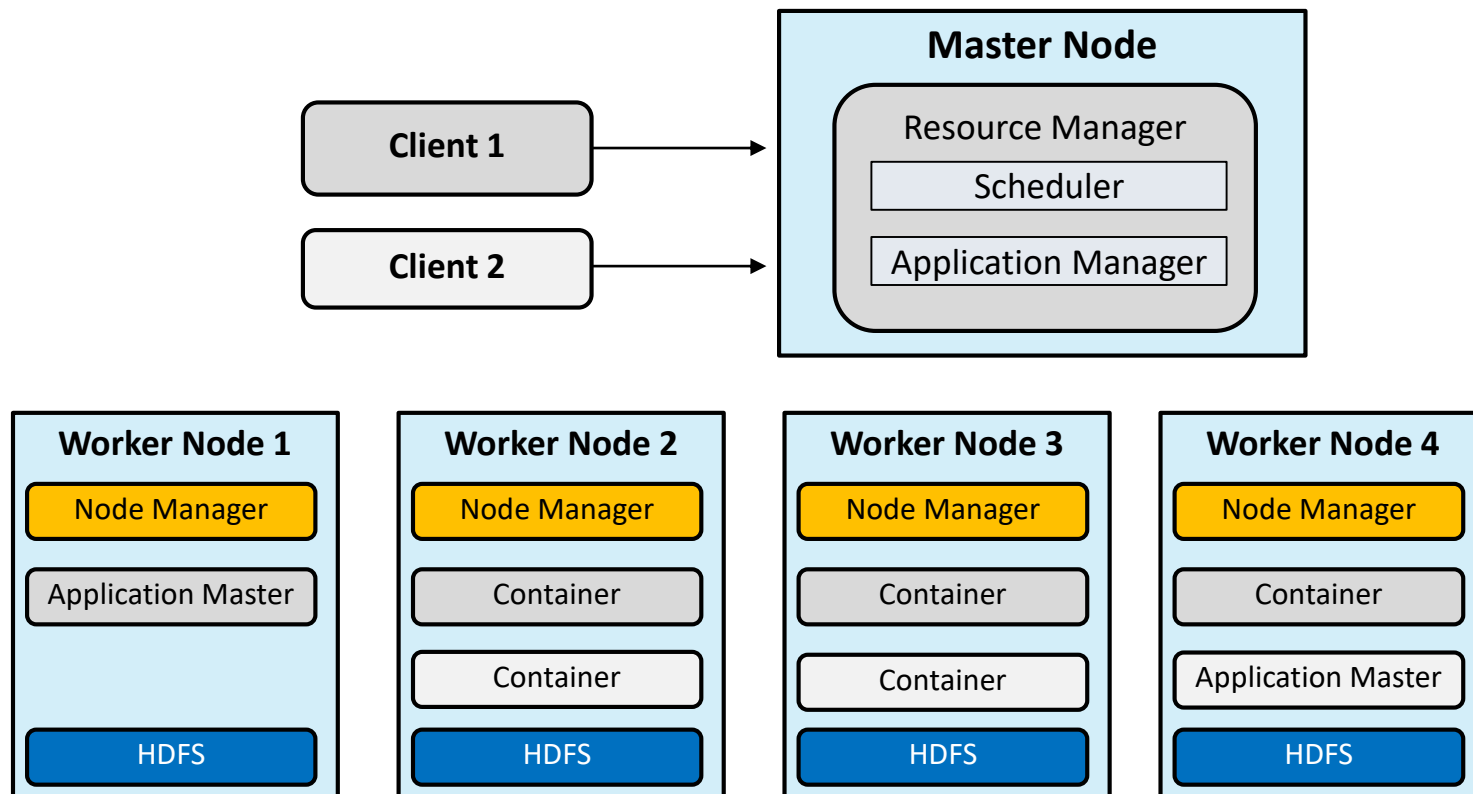 Master Node
Resource Manager
Scheduler
Application Manager
Client 1
Client 2
Worker Node 1
Node Manager
Application Master
HDFS
Worker Node 2
Node Manager
Container
Container
HDFS
Worker Node 3
Node Manager
Container
Container
HDFS
Worker Node 4
Node Manager
Container
Application Master
HDFS